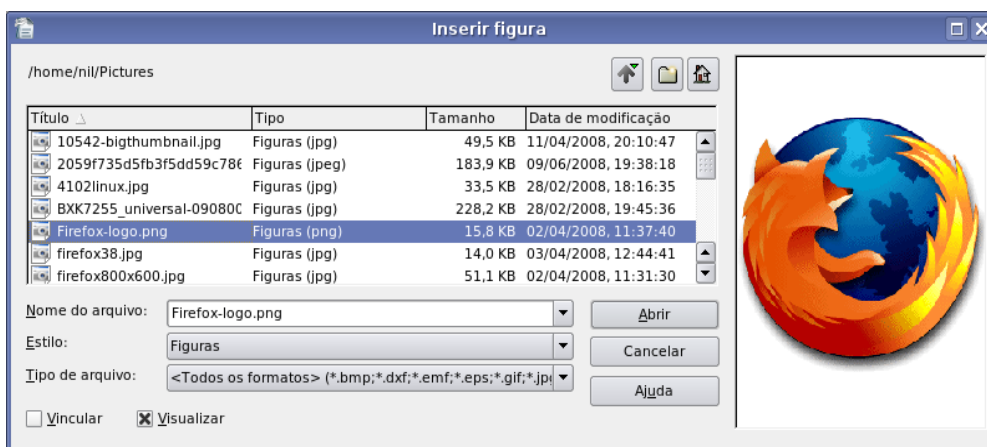 Inserir figura
/home/nil/Pictures
Título Tipo Tamanho Data de modificação
10542-bigthumbnail.jpg Figuras (jpg) 49,5 KB 11/04/2008, 20:10:47
2059f735d5fb3f5dd59c786 Figuras (jpeg) 183,9 KB 09/06/2008, 19:38:18
4102linux.jpg Figuras (jpg) 33,5 KB 28/02/2008, 18:16:35
BXK7255_universal-090800 Figuras (jpg) 228,2 KB 28/02/2008, 19:45:36
Firefox-logo.png Figuras (png) 15,8 KB 02/04/2008, 11:37:40
firefox38.jpg Figuras (jpg) 14,0 KB 03/04/2008, 12:44:41
firefox800x600.jpg Figuras (jpg) 51,1 KB 02/04/2008, 11:31:30
Nome do arquivo: Firefox-logo.png Abrir
Estilo: Figuras Cancelar
Tipo de arquivo: <Todos os formatos> (*.bmp;*.dxf;*.emf;*.eps;*.gif;*.jpg Ajuda
Vincular Visualizar